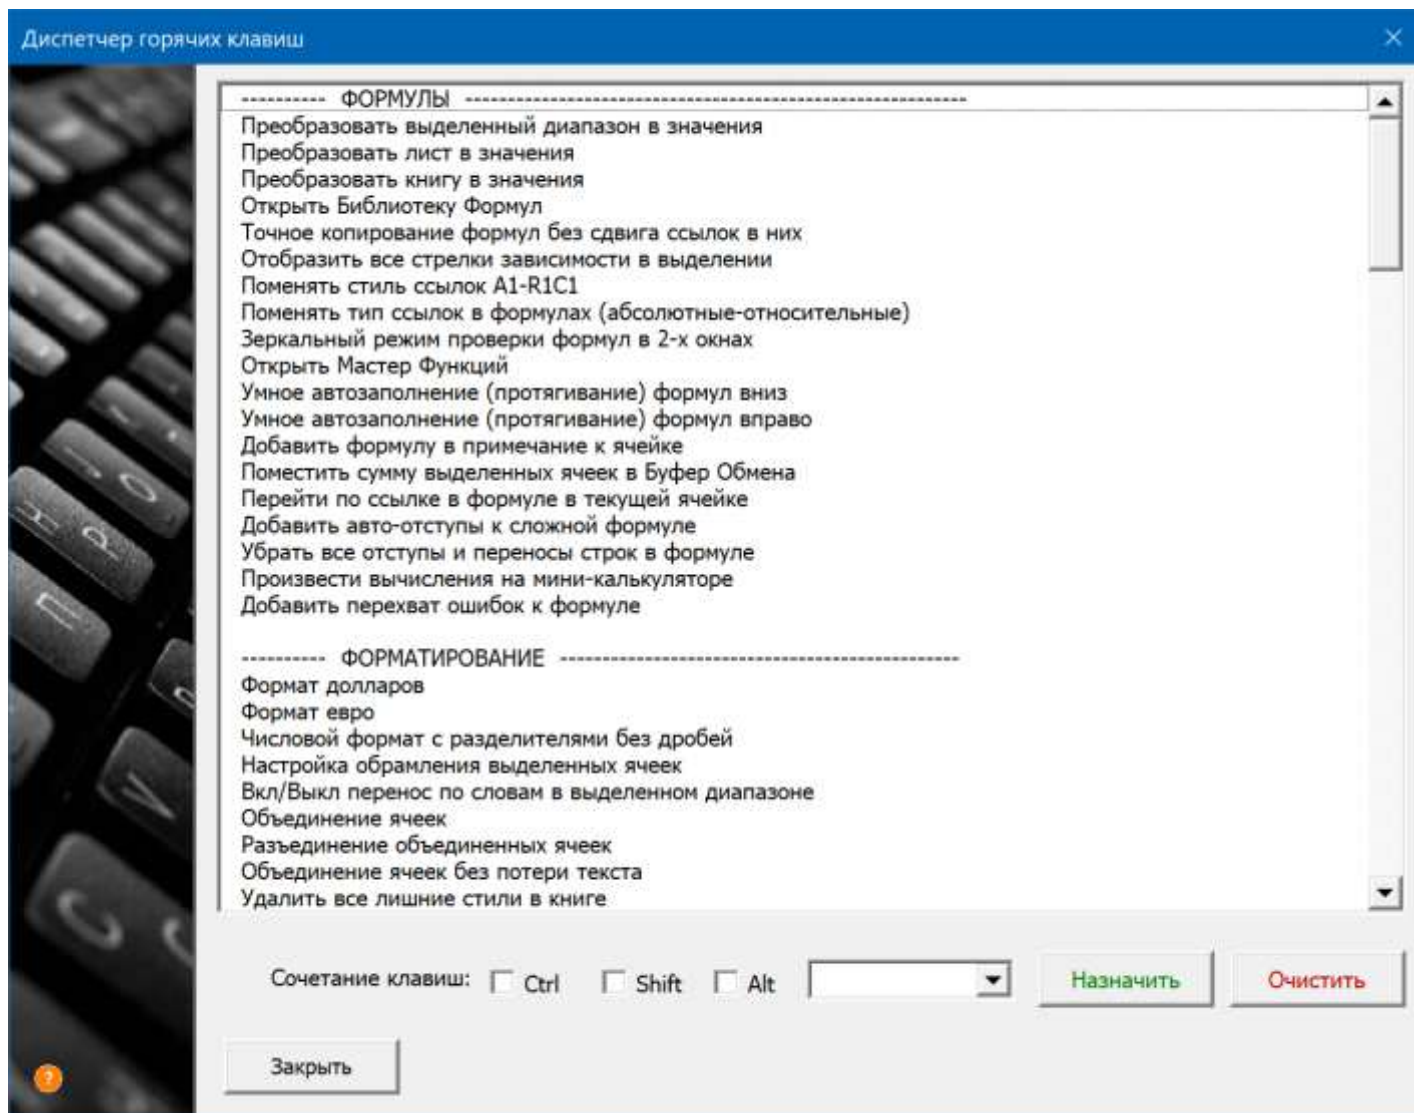 Диспетчер горячих клавиш
---------- ФОРМУЛЫ ------------------------------------------------------------
Преобразовать выделенный диапазон в значения
Преобразовать лист в значения
Преобразовать книгу в значения
Открыть Библиотеку Формул
Точное копирование формул без сдвига ссылок в них
Отобразить все стрелки зависимости в выделении
Поменять стиль ссылок A1-R1C1
Поменять тип ссылок в формулах (абсолютные-относительные)
Зеркальный режим проверки формул в 2-х окнах
Открыть Мастер Функций
Умное автозаполнение (протягивание) формул вниз
Умное автозаполнение (протягивание) формул вправо
Добавить формулу в примечание к ячейке
Поместить сумму выделенных ячеек в Буфер Обмена
Перейти по ссылке в формуле в текущей ячейке
Добавить авто-отступы к сложной формуле
Убрать все отступы и переносы строк в формуле
Произвести вычисления на мини-калькуляторе
Добавить перехват ошибок к формуле
---------- ФОРМАТИРОВАНИЕ ------------------------------------------------
Формат долларов
Формат евро
Числовой формат с разделителями без дробей
Настройка обрамления выделенных ячеек
Вкл/Выкл перенос по словам в выделенном диапазоне
Объединение ячеек
Разъединение объединенных ячеек
Объединение ячеек без потери текста
Удалить все лишние стили в книге
Сочетание клавиш: Ctrl Shift Alt Назначить Очистить
Закрыть
?